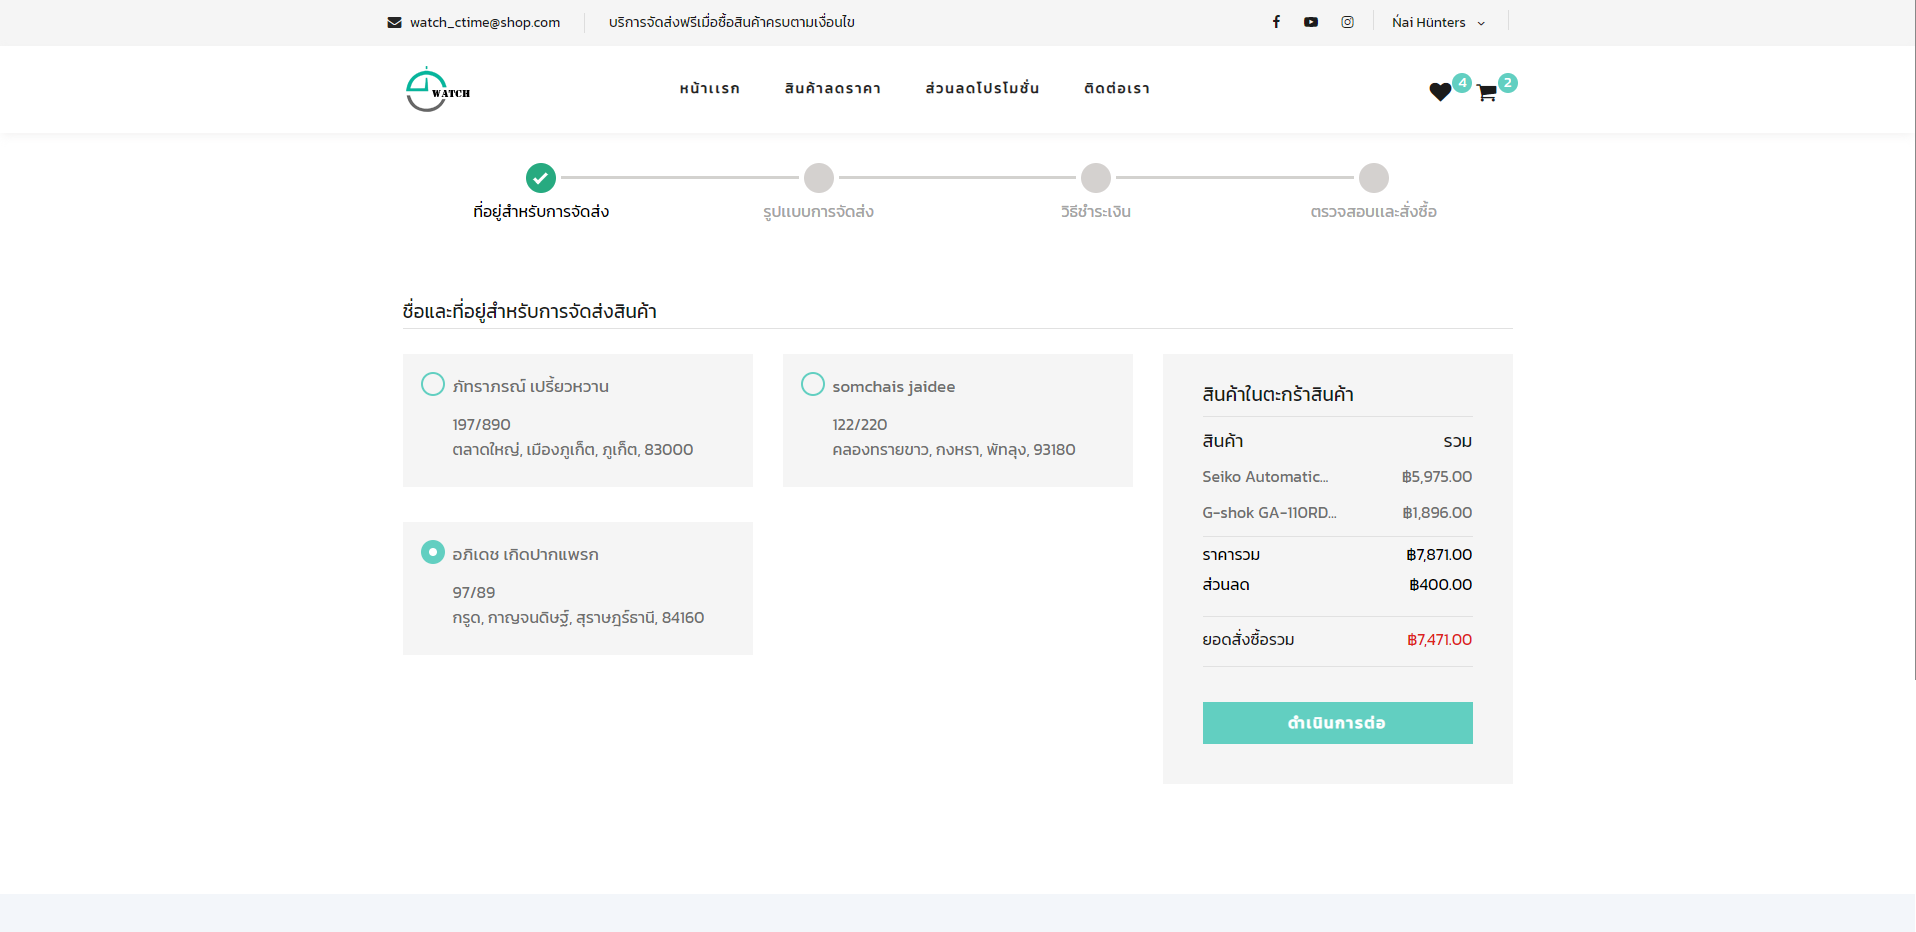 watch_ctime@shop.com
บริการจัดส่งฟรีเมื่อซื้อสินค้าครบตามเงื่อนไข
Ńai Hünters
WATCH
หน้าแรก
สินค้าลดราคา
ส่วนลดโปรโมชั่น
ติดต่อเรา
4
2
ที่อยู่สำหรับการจัดส่ง
รูปแบบการจัดส่ง
วิธีชำระเงิน
ตรวจสอบและสั่งซื้อ
ชื่อและที่อยู่สำหรับการจัดส่งสินค้า
ภัทราภรณ์ เปรี้ยวหวาน
197/890
ตลาดใหญ่, เมืองภูเก็ต, ภูเก็ต, 83000
somchais jaidee
122/220
คลองทรายขาว, กงหรา, พัทลุง, 93180
อภิเดช เกิดปากแพรก
97/89
กรูด, กาญจนดิษฐ์, สุราษฎร์ธานี, 84160
สินค้าในตะกร้าสินค้า
สินค้า รวม
Seiko Automatic... ฿5,975.00
G-shok GA-110RD... ฿1,896.00
ราคารวม ฿7,871.00
ส่วนลด ฿400.00
ยอดสั่งซื้อรวม ฿7,471.00
ดำเนินการต่อ